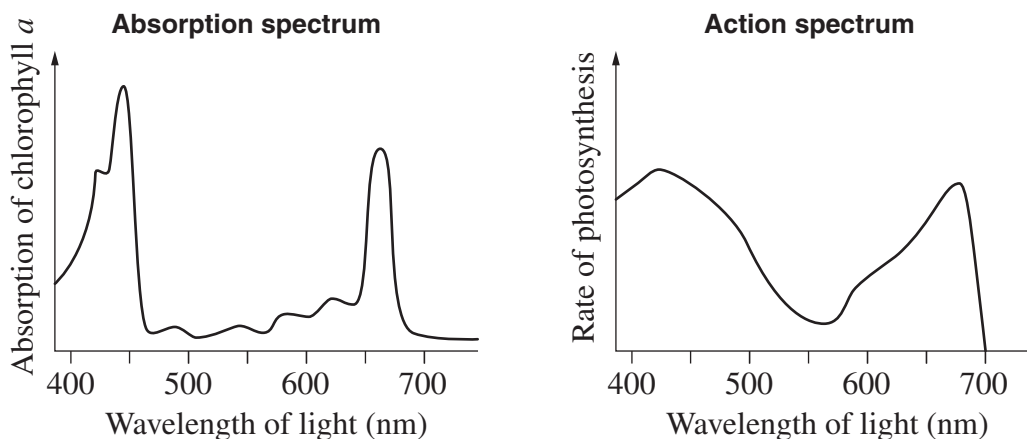 Absorption spectrum
Absorption of chlorophyll a
400 500 600 700
Wavelength of light (nm)
Action spectrum
Rate of photosynthesis
400 500 600 700
Wavelength of light (nm)